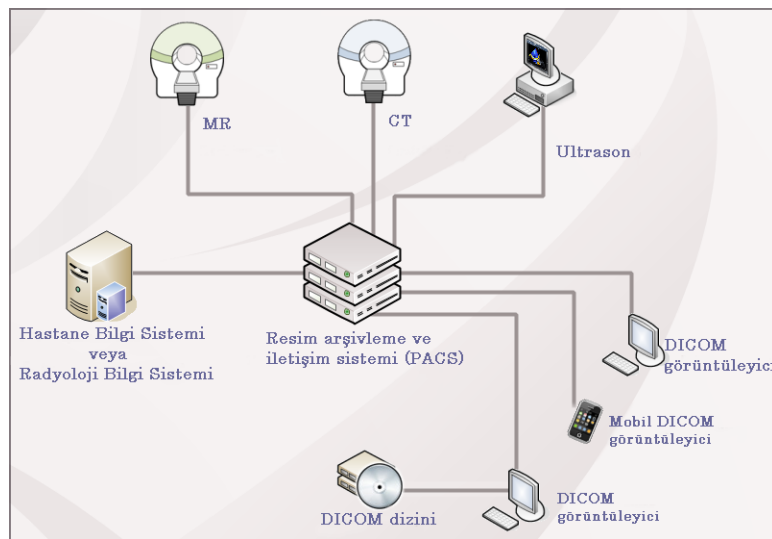 MR
CT
Ultrason
Hastane Bilgi Sistemi
veya
Radyoloji Bilgi Sistemi
Resim arşivleme ve
iletişim sistemi (PACS)
DICOM
görüntüleyici
Mobil DICOM
görüntüleyici
DICOM dizini
DICOM
görüntüleyici